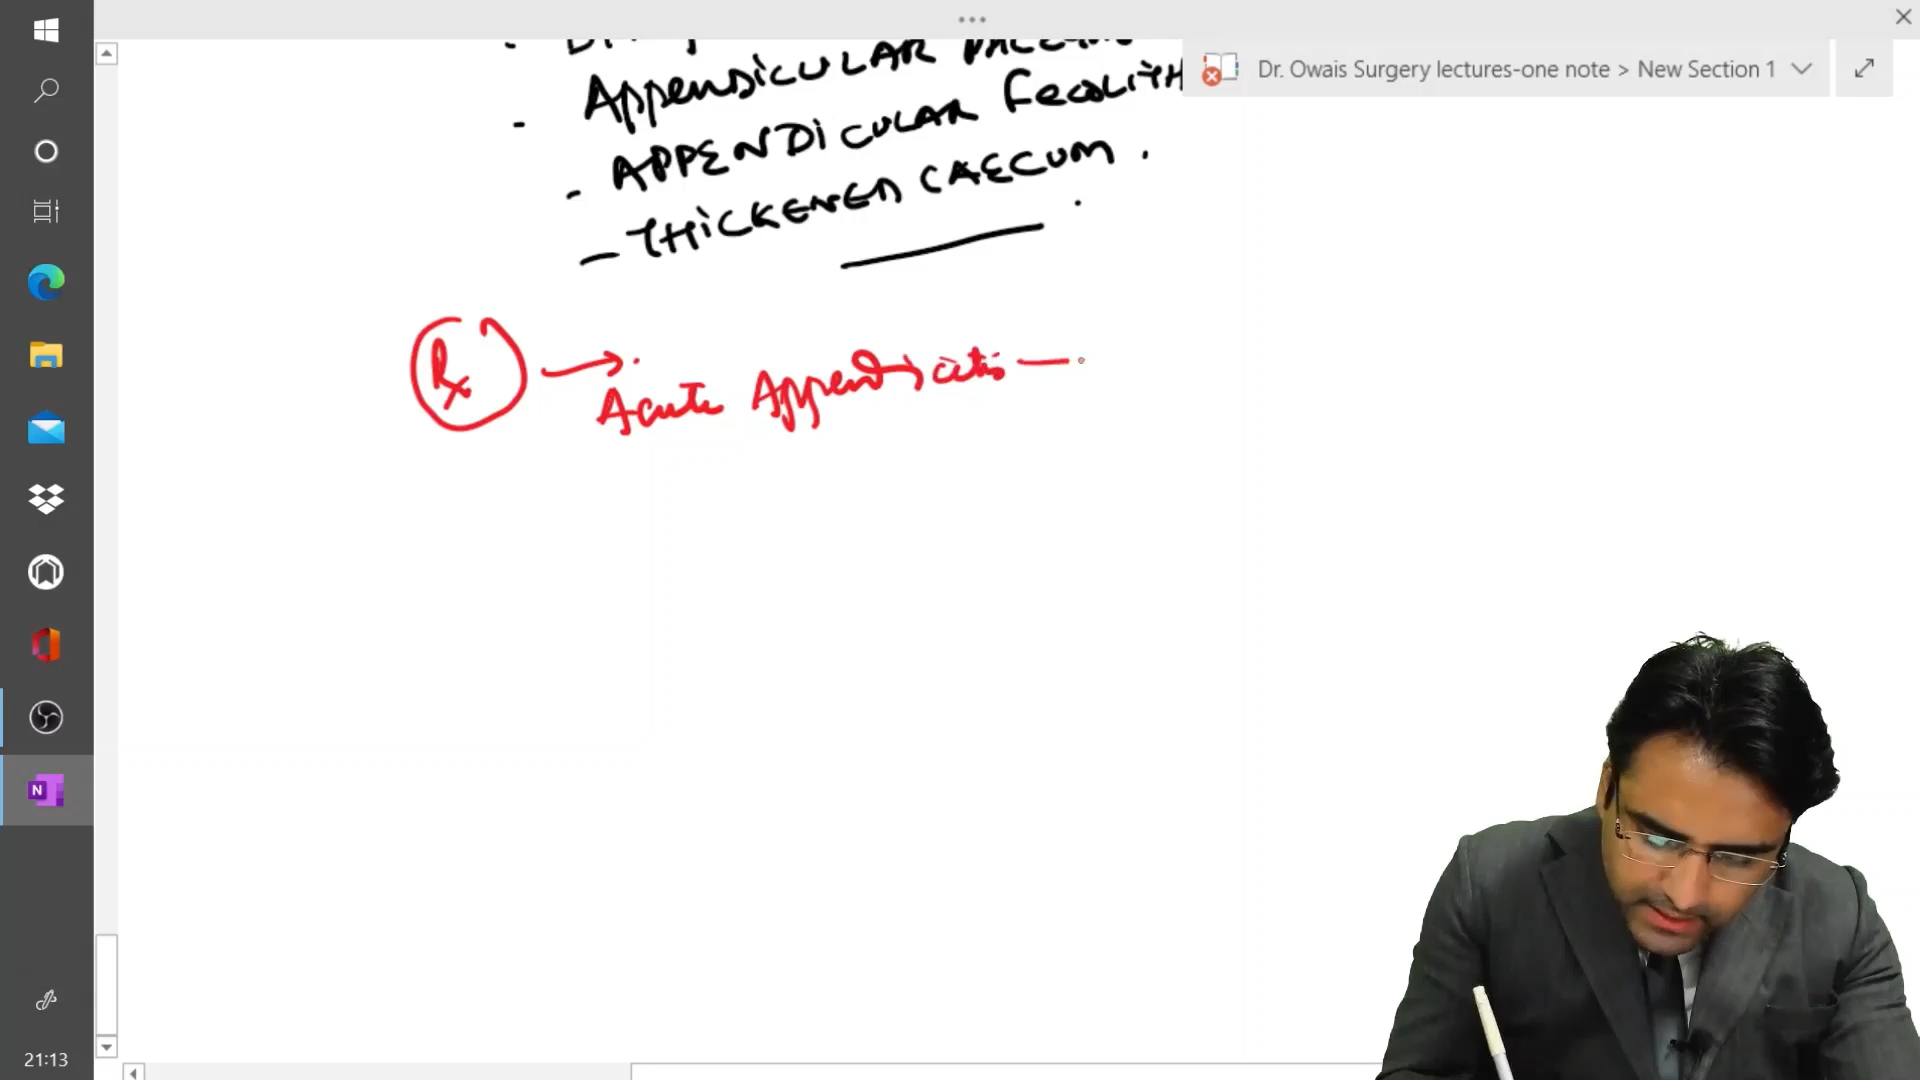 Dr. Owais Surgery lectures-one note > New Section 1
- APPENDICULAR
- APPENDICULAR FECOLITH
- THICKENED CAECUM.
Rx → Acute Appendicitis —
N
21:13